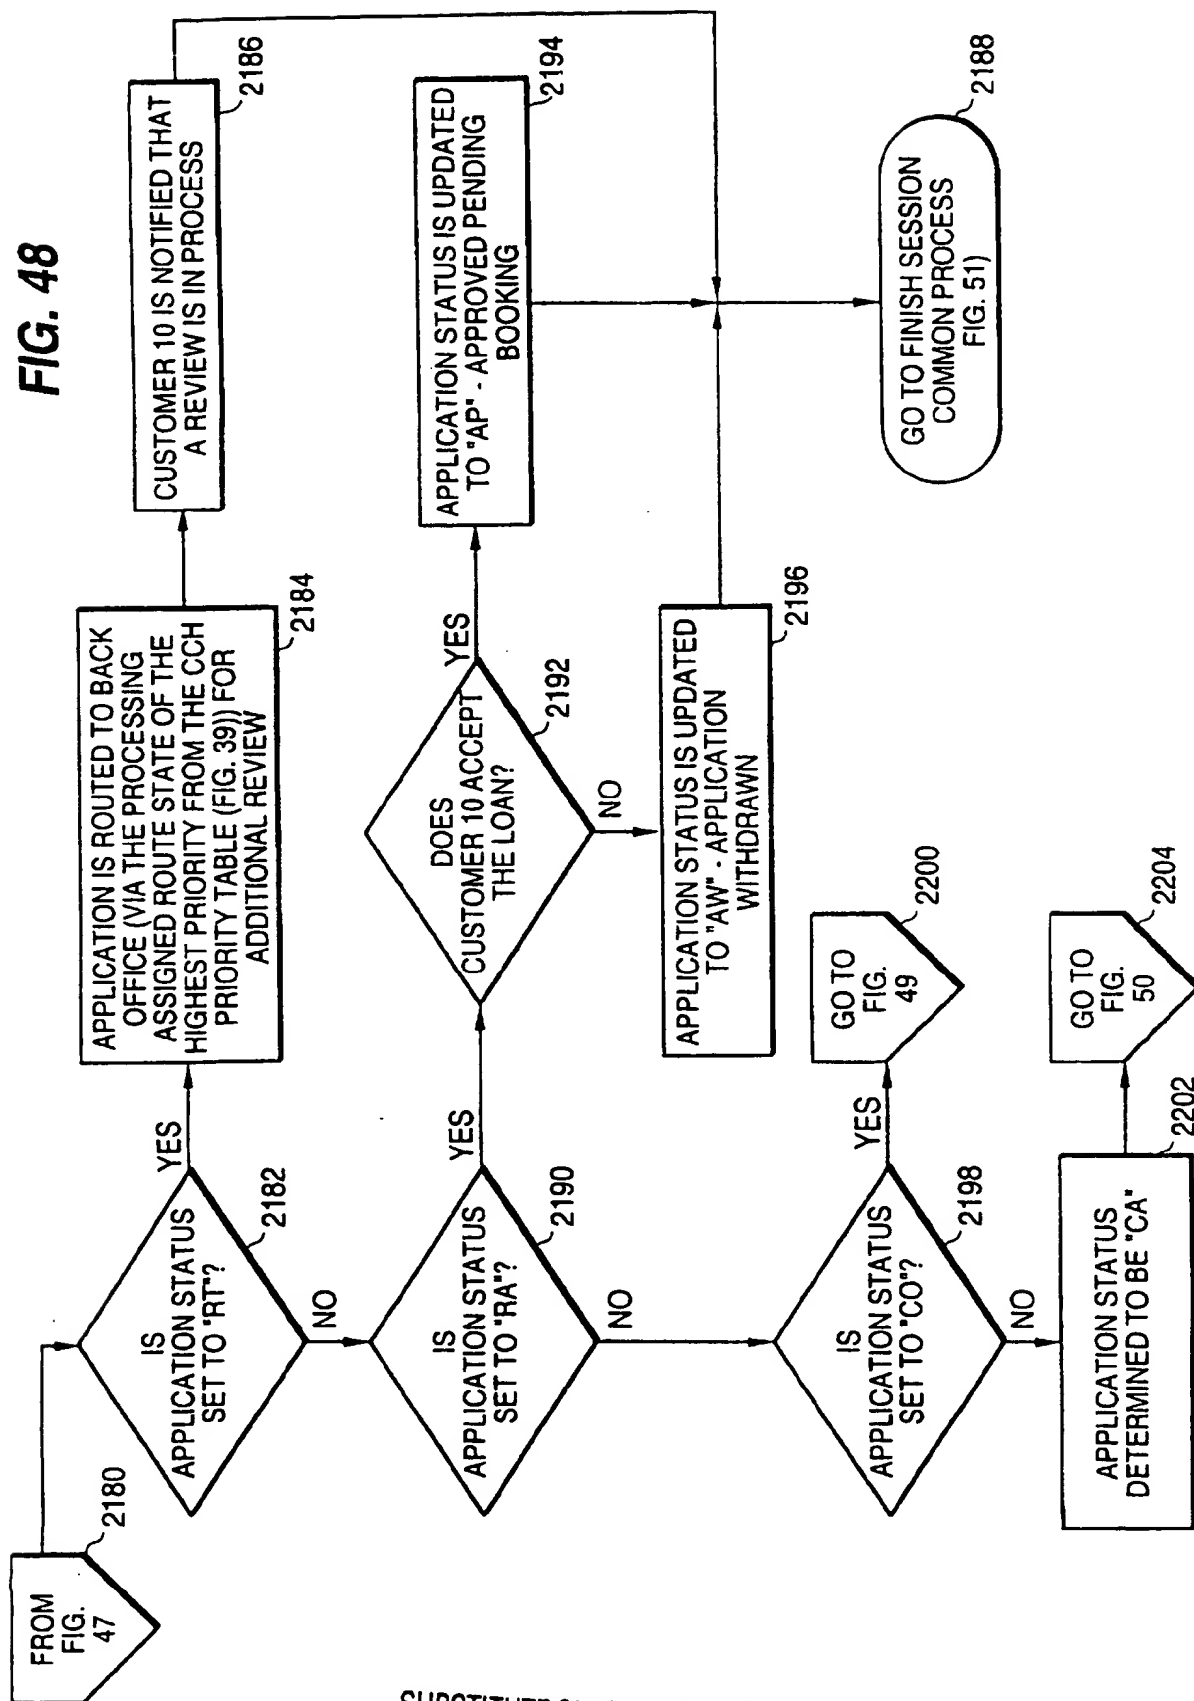 FIG. 48
FROM
FIG.
47
2180
IS
APPLICATION STATUS
SET TO "RT"?
2182
YES
NO
APPLICATION IS ROUTED TO BACK
OFFICE (VIA THE PROCESSING
ASSIGNED ROUTE STATE OF THE
HIGHEST PRIORITY FROM THE CCH
PRIORITY TABLE (FIG. 39)) FOR
ADDITIONAL REVIEW
2184
CUSTOMER 10 IS NOTIFIED THAT
A REVIEW IS IN PROCESS
2186
IS
APPLICATION STATUS
SET TO "RA"?
2190
YES
NO
DOES
CUSTOMER 10 ACCEPT
THE LOAN?
2192
YES
NO
APPLICATION STATUS IS UPDATED
TO "AP" - APPROVED PENDING
BOOKING
2194
APPLICATION STATUS IS UPDATED
TO "AW" - APPLICATION
WITHDRAWN
2196
GO TO FINISH SESSION
COMMON PROCESS
FIG. 51)
2188
IS
APPLICATION STATUS
SET TO "CO"?
2198
YES
NO
GO TO
FIG.
49
2200
APPLICATION STATUS
DETERMINED TO BE "CA"
2202
GO TO
FIG.
50
2204